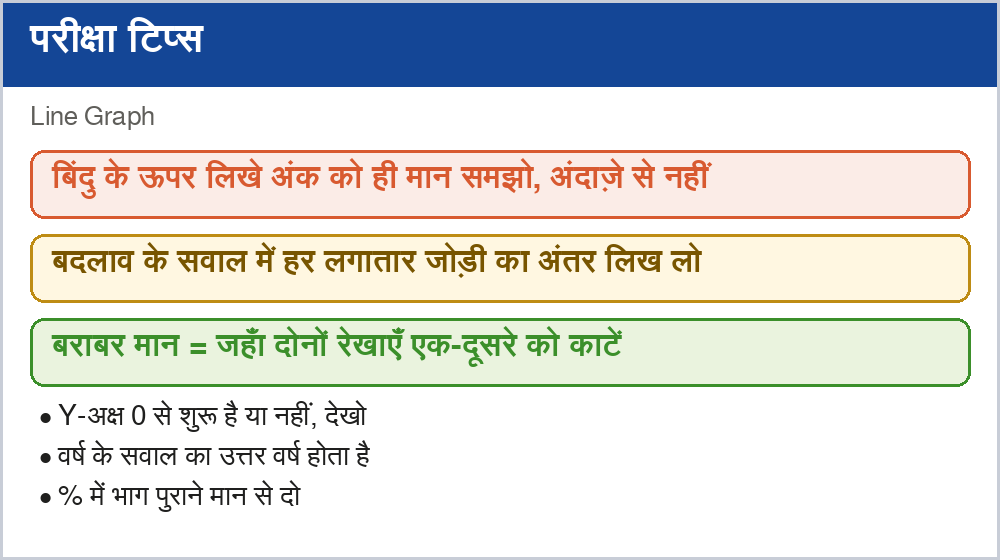 परीक्षा टिप्स
Line Graph
बिंदु के ऊपर लिखे अंक को ही मान समझो, अंदाज़े से नहीं
बदलाव के सवाल में हर लगातार जोड़ी का अंतर लिख लो
बराबर मान = जहाँ दोनों रेखाएँ एक-दूसरे को काटें
• Y-अक्ष 0 से शुरू है या नहीं, देखो
• वर्ष के सवाल का उत्तर वर्ष होता है
• % में भाग पुराने मान से दो